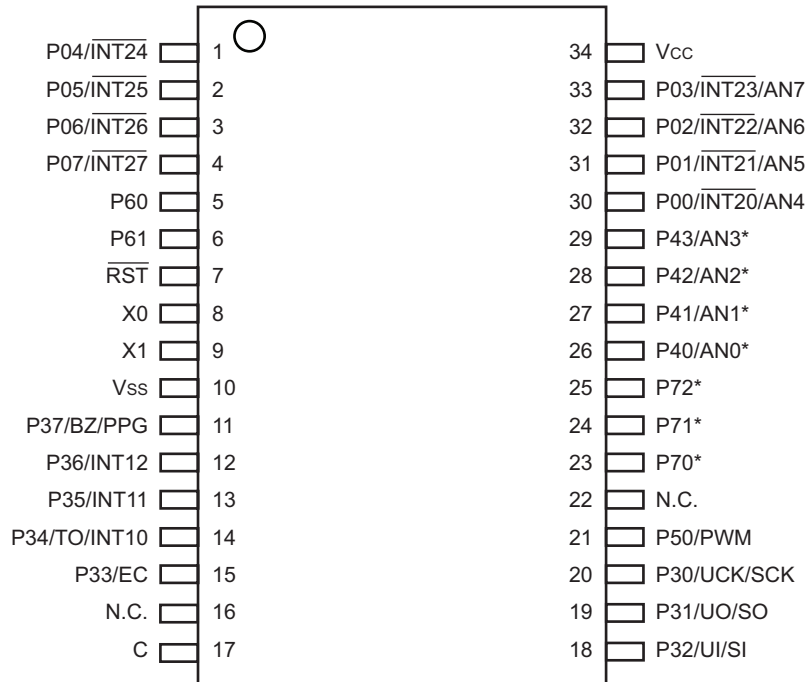 P04/INT24 1 34 Vcc
P05/INT25 2 33 P03/INT23/AN7
P06/INT26 3 32 P02/INT22/AN6
P07/INT27 4 31 P01/INT21/AN5
P60 5 30 P00/INT20/AN4
P61 6 29 P43/AN3*
RST 7 28 P42/AN2*
X0 8 27 P41/AN1*
X1 9 26 P40/AN0*
Vss 10 25 P72*
P37/BZ/PPG 11 24 P71*
P36/INT12 12 23 P70*
P35/INT11 13 22 N.C.
P34/TO/INT10 14 21 P50/PWM
P33/EC 15 20 P30/UCK/SCK
N.C. 16 19 P31/UO/SO
C 17 18 P32/UI/SI